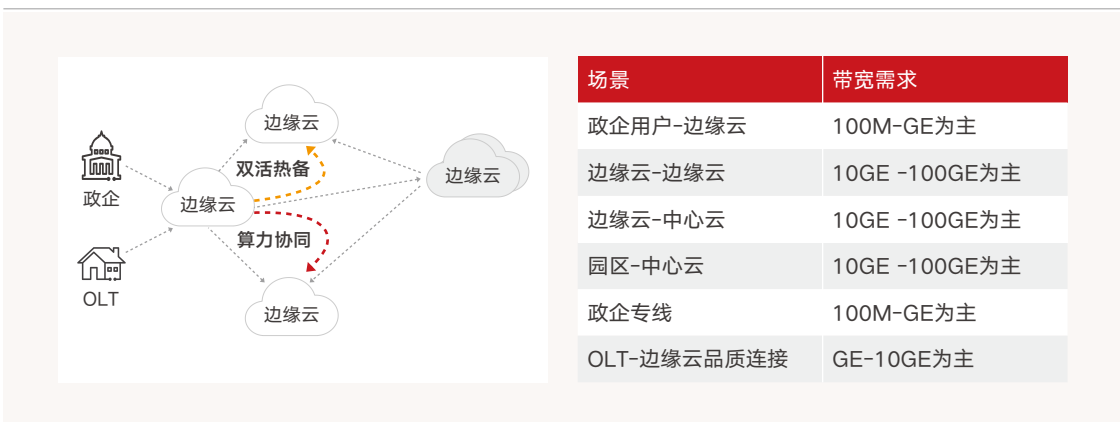 边缘云
双活热备
边缘云
政企
边缘云
算力协同
OLT
边缘云
场景 带宽需求
政企用户-边缘云 100M-GE为主
边缘云-边缘云 10GE -100GE为主
边缘云-中心云 10GE -100GE为主
园区-中心云 10GE -100GE为主
政企专线 100M-GE为主
OLT-边缘云品质连接 GE-10GE为主